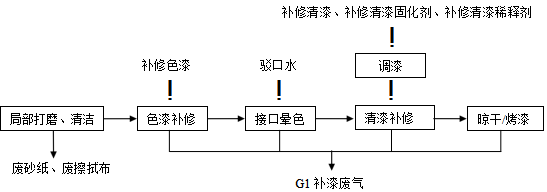 补修清漆、补修清漆固化剂、补修清漆稀释剂
补修色漆
驳口水
调漆
局部打磨、清洁
色漆补修
接口晕色
清漆补修
晾干/烤漆
废砂纸、废擦拭布
G1 补漆废气